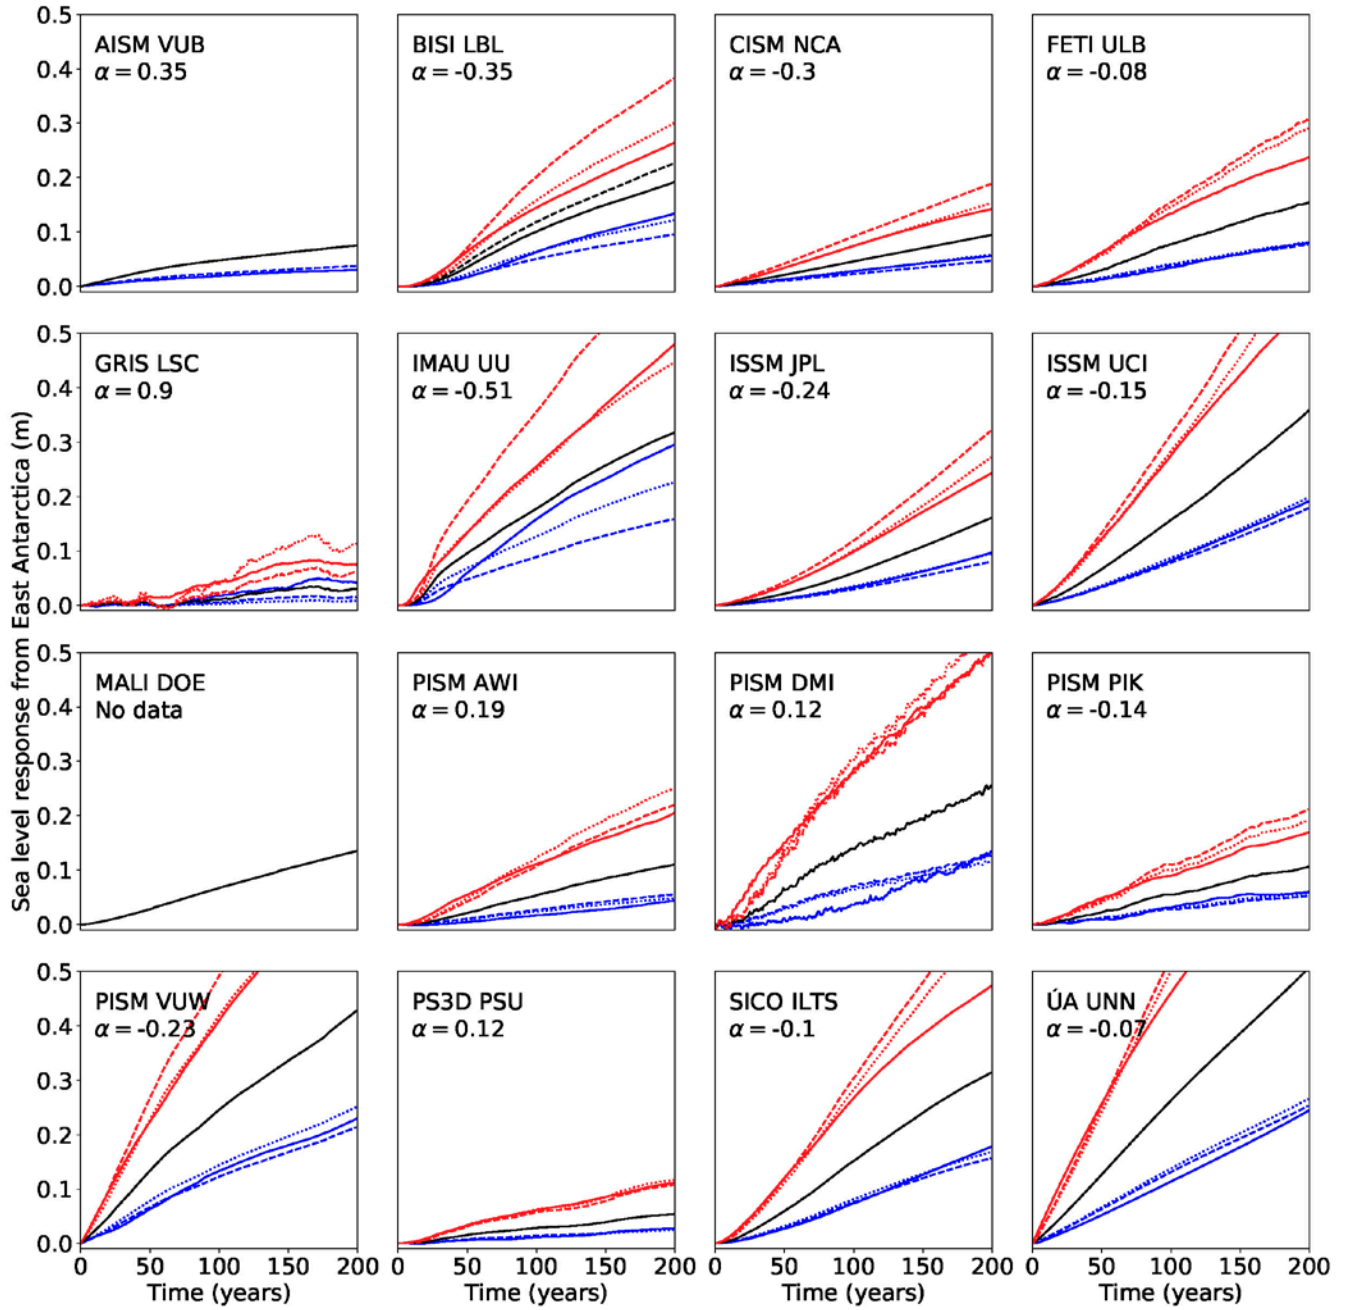 Sea level response from East Antarctica (m)
0.5
0.4
0.3
0.2
0.1
0.0
AISM VUB
α = 0.35
BISI LBL
α = -0.35
CISM NCA
α = -0.3
FETI ULB
α = -0.08
0.5
0.4
0.3
0.2
0.1
0.0
GRIS LSC
α = 0.9
IMAU UU
α = -0.51
ISSM JPL
α = -0.24
ISSM UCI
α = -0.15
0.5
0.4
0.3
0.2
0.1
0.0
MALI DOE
No data
PISM AWI
α = 0.19
PISM DMI
α = 0.12
PISM PIK
α = -0.14
0.5
0.4
0.3
0.2
0.1
0.0
PISM VUW
α = -0.23
PS3D PSU
α = 0.12
SICO ILTS
α = -0.1
ÚA UNN
α = -0.07
0 50 100 150 200
0 50 100 150 200
0 50 100 150 200
0 50 100 150 200
Time (years)
Time (years)
Time (years)
Time (years)